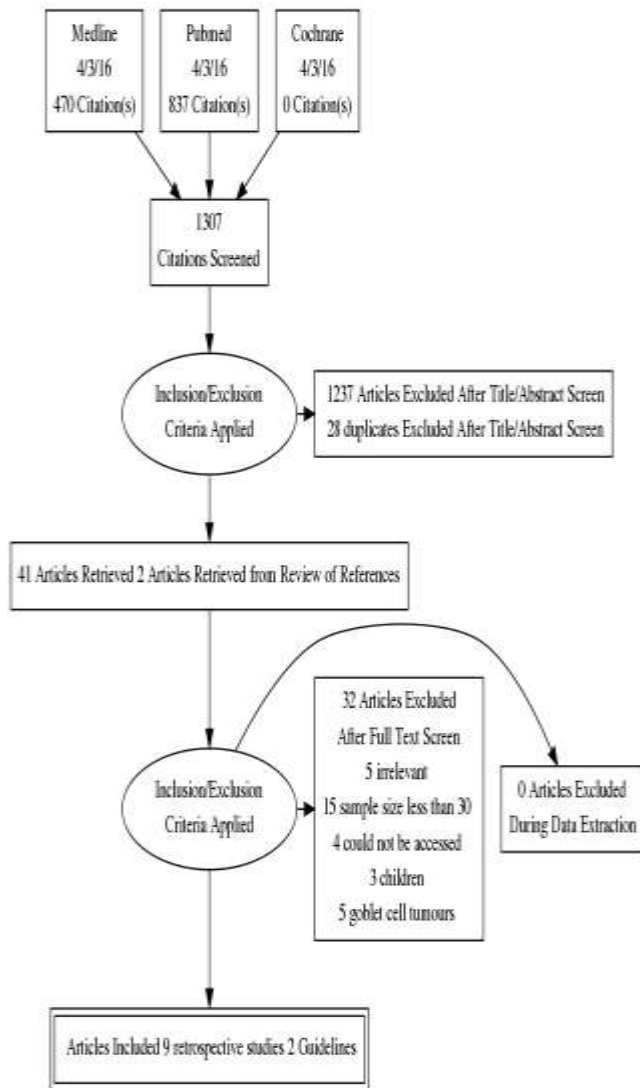 Medline
4/3/16
470 Citation(s)
Pubmed
4/3/16
837 Citation(s)
Cochrane
4/3/16
0 Citation(s)
1307
Citations Screened
Inclusion/Exclusion
Criteria Applied
1237 Articles Excluded After Title/Abstract Screen
28 duplicates Excluded After Title/Abstract Screen
41 Articles Retrieved 2 Articles Retrieved from Review of References
Inclusion/Exclusion
Criteria Applied
32 Articles Excluded
After Full Text Screen
5 irrelevant
15 sample size less than 30
4 could not be accessed
3 children
5 goblet cell tumours
0 Articles Excluded
During Data Extraction
Articles Included 9 retrospective studies 2 Guidelines